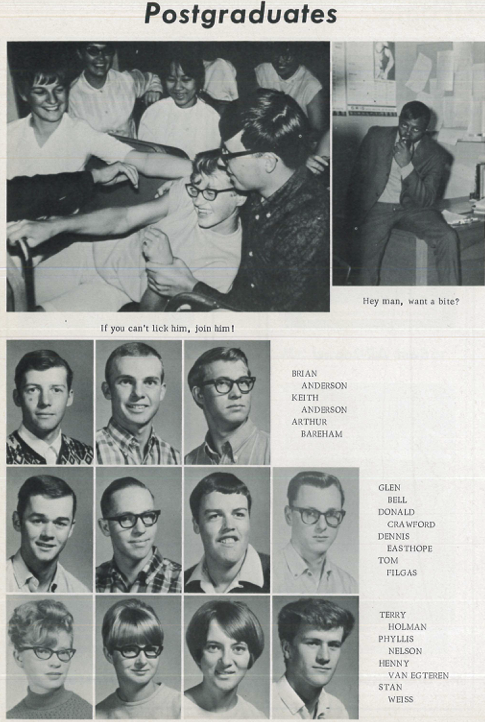 Postgraduates
Hey man, want a bite?
If you can't lick him, join him!
BRIAN
ANDERSON
KEITH
ANDERSON
ARTHUR
BAREHAM
GLEN
BELL
DONALD
CRAWFORD
DENNIS
EASTHOPE
TOM
FILGAS
TERRY
HOLMAN
PHYLLIS
NELSON
HENNY
VAN EGTEREN
STAN
WEISS